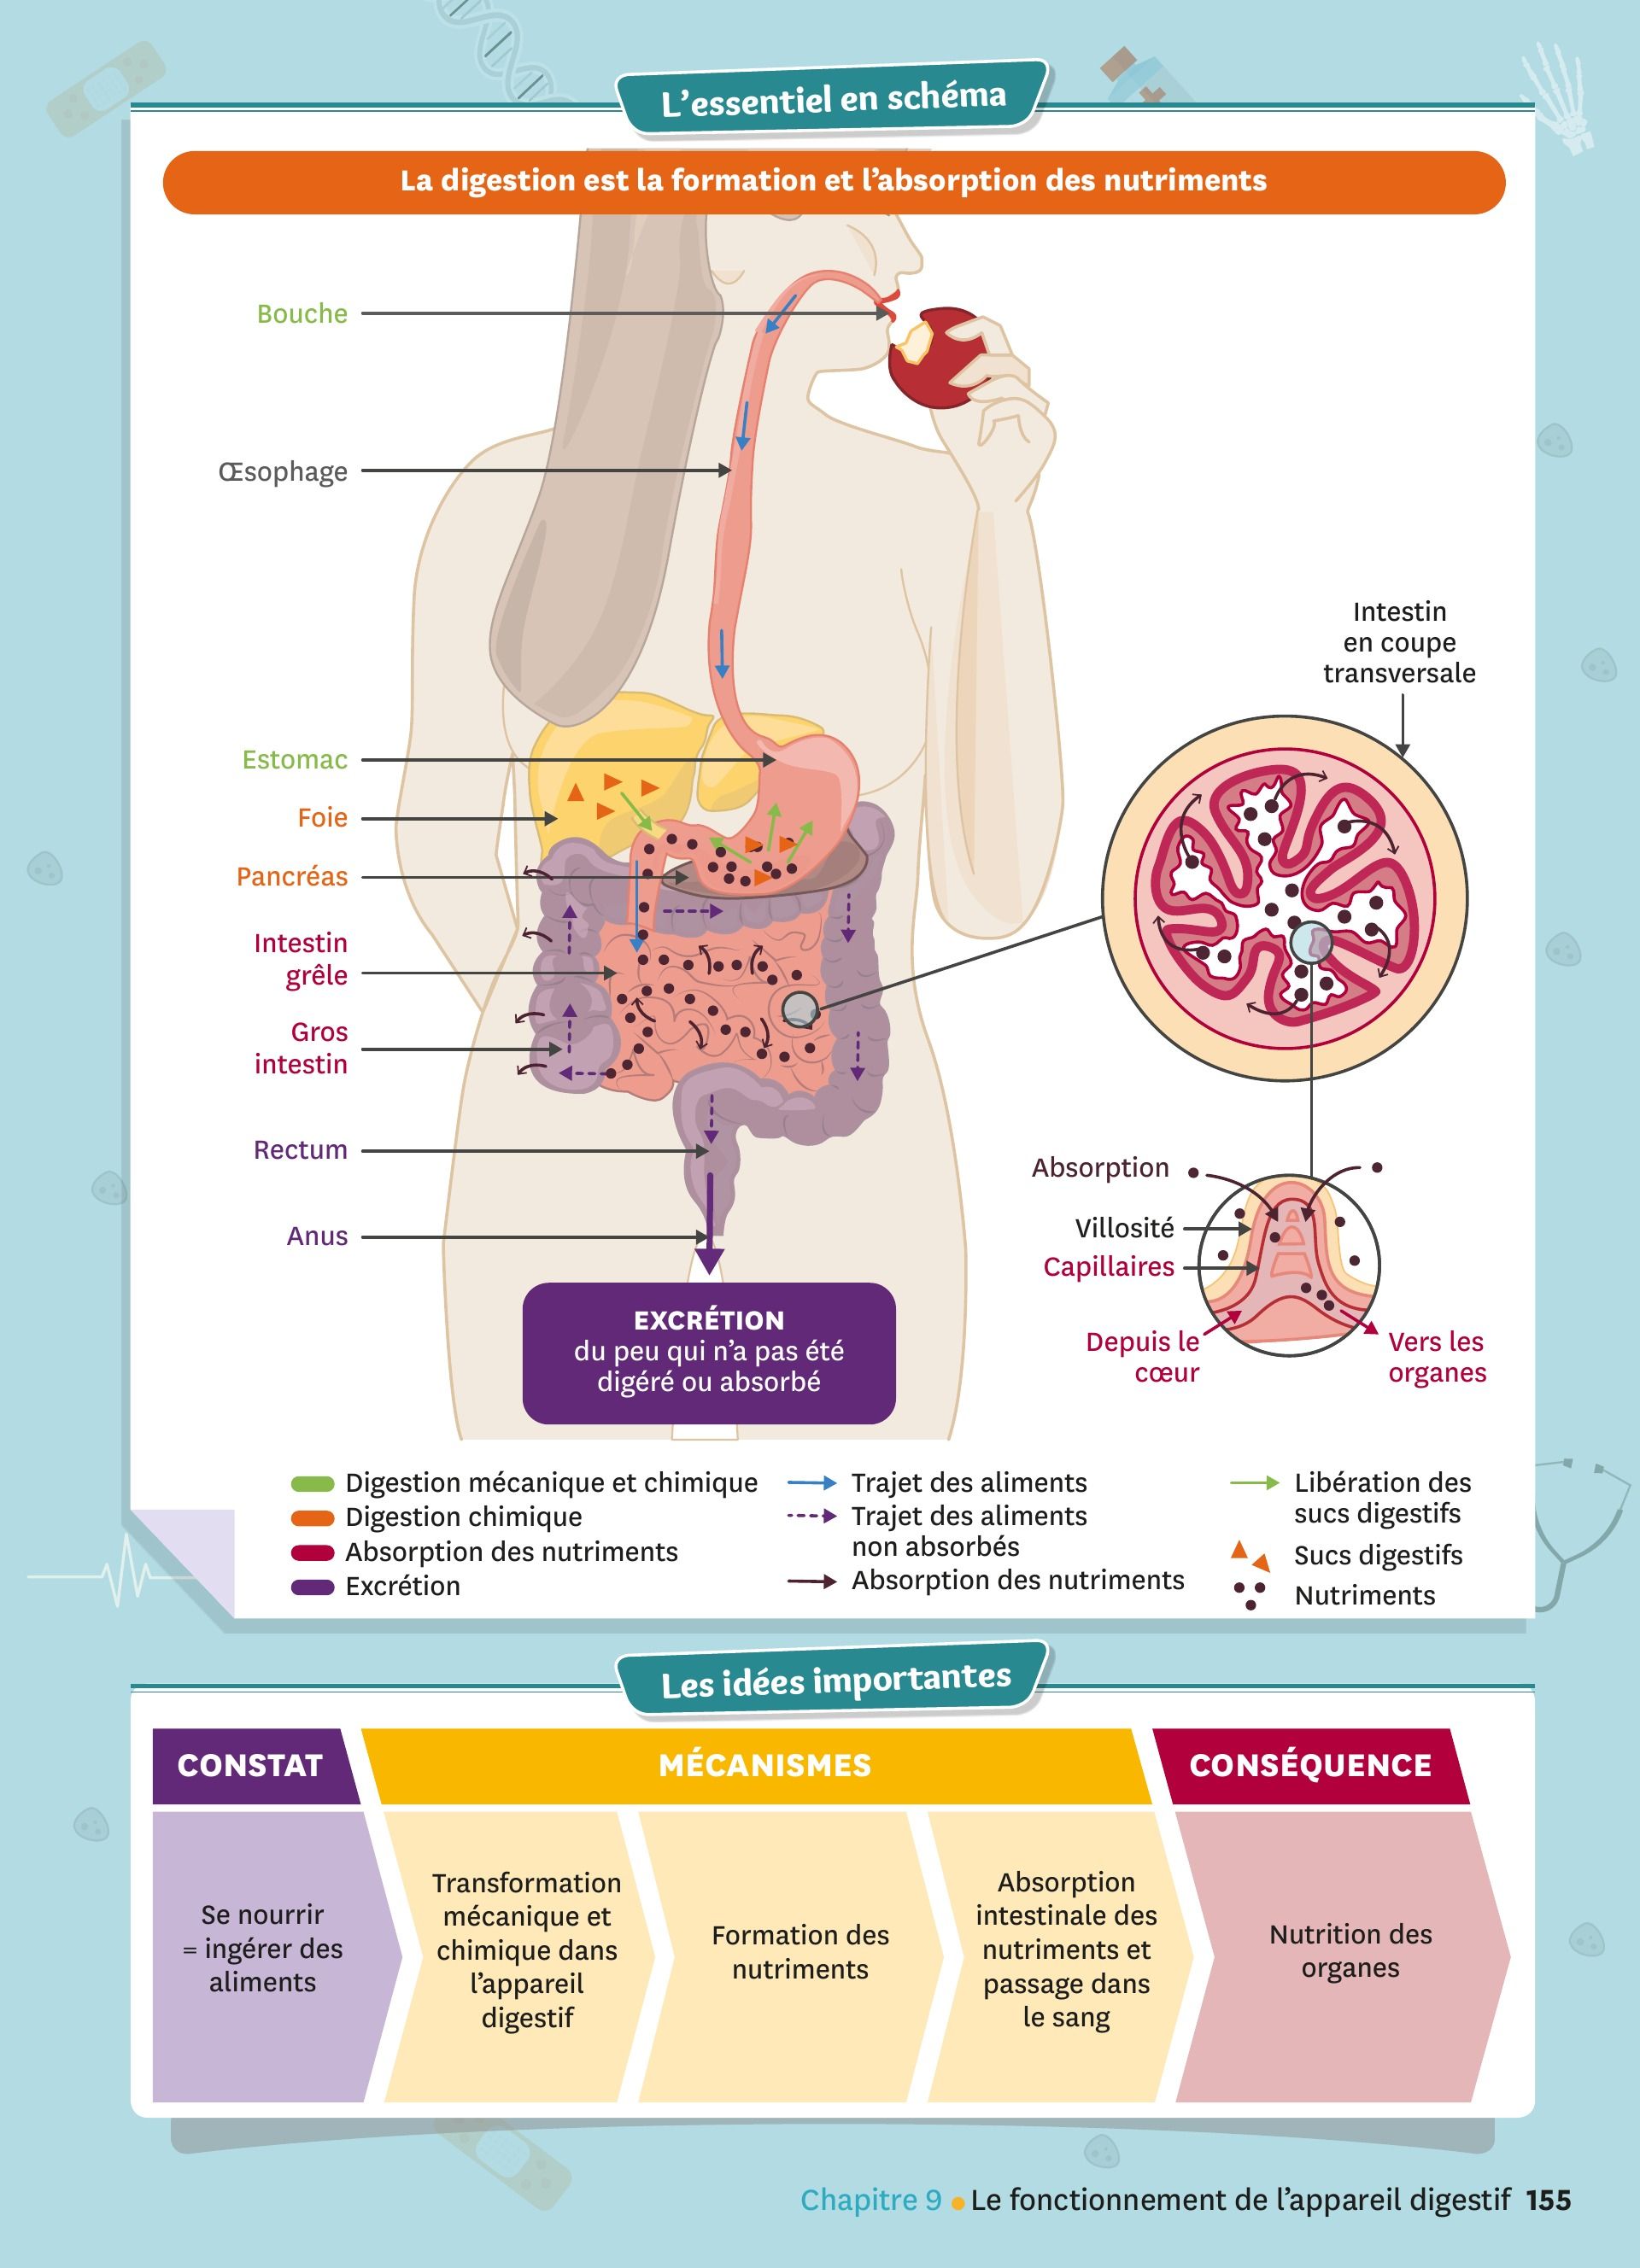 L'essentiel en schéma
La digestion est la formation et l'absorption des nutriments
Bouche
Œsophage
Estomac
Foie
Pancréas
Intestin
grêle
Gros
intestin
Rectum
Anus
Intestin
en coupe
transversale
Absorption
Villosité
Capillaires
Depuis le
cœur
Vers les
organes
EXCRÉTION
du peu qui n'a pas été
digéré ou absorbé
Digestion mécanique et chimique
Digestion chimique
Absorption des nutriments
Excrétion
Trajet des aliments
Trajet des aliments
non absorbés
Absorption des nutriments
Libération des
sucs digestifs
Sucs digestifs
Nutriments
Les idées importantes
CONSTAT
MÉCANISMES
CONSÉQUENCE
Se nourrir
= ingérer des
aliments
Transformation
mécanique et
chimique dans
l'appareil
digestif
Formation des
nutriments
Absorption
intestinale des
nutriments et
passage dans
le sang
Nutrition des
organes
Chapitre 9 • Le fonctionnement de l'appareil digestif 155